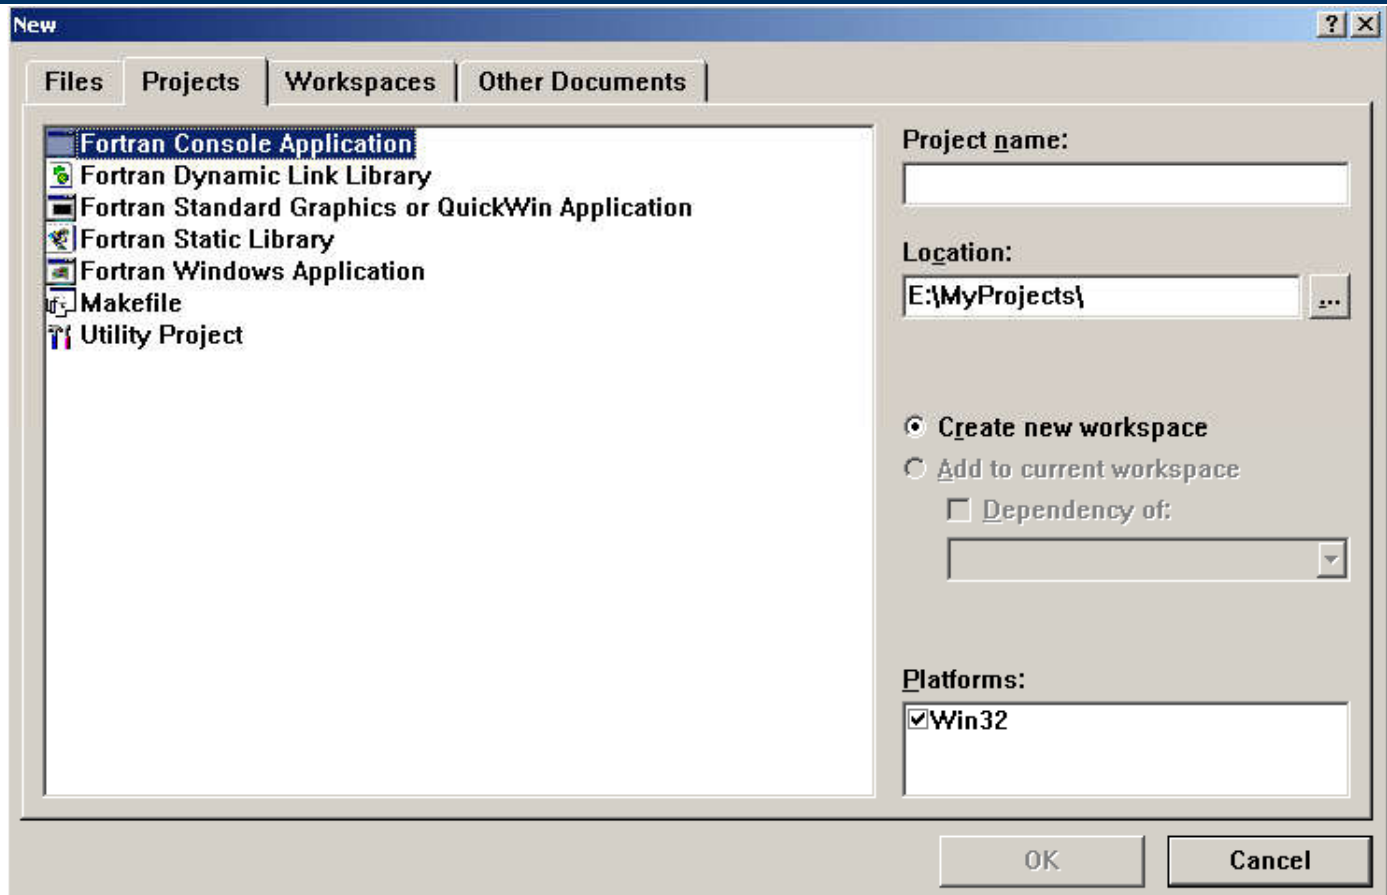 New
Files Projects Workspaces Other Documents
Fortran Console Application
Fortran Dynamic Link Library
Fortran Standard Graphics or QuickWin Application
Fortran Static Library
Fortran Windows Application
Makefile
Utility Project
Project name:
Location:
E:\MyProjects\
...
Create new workspace
Add to current workspace
Dependency of:
Platforms:
Win32
OK Cancel